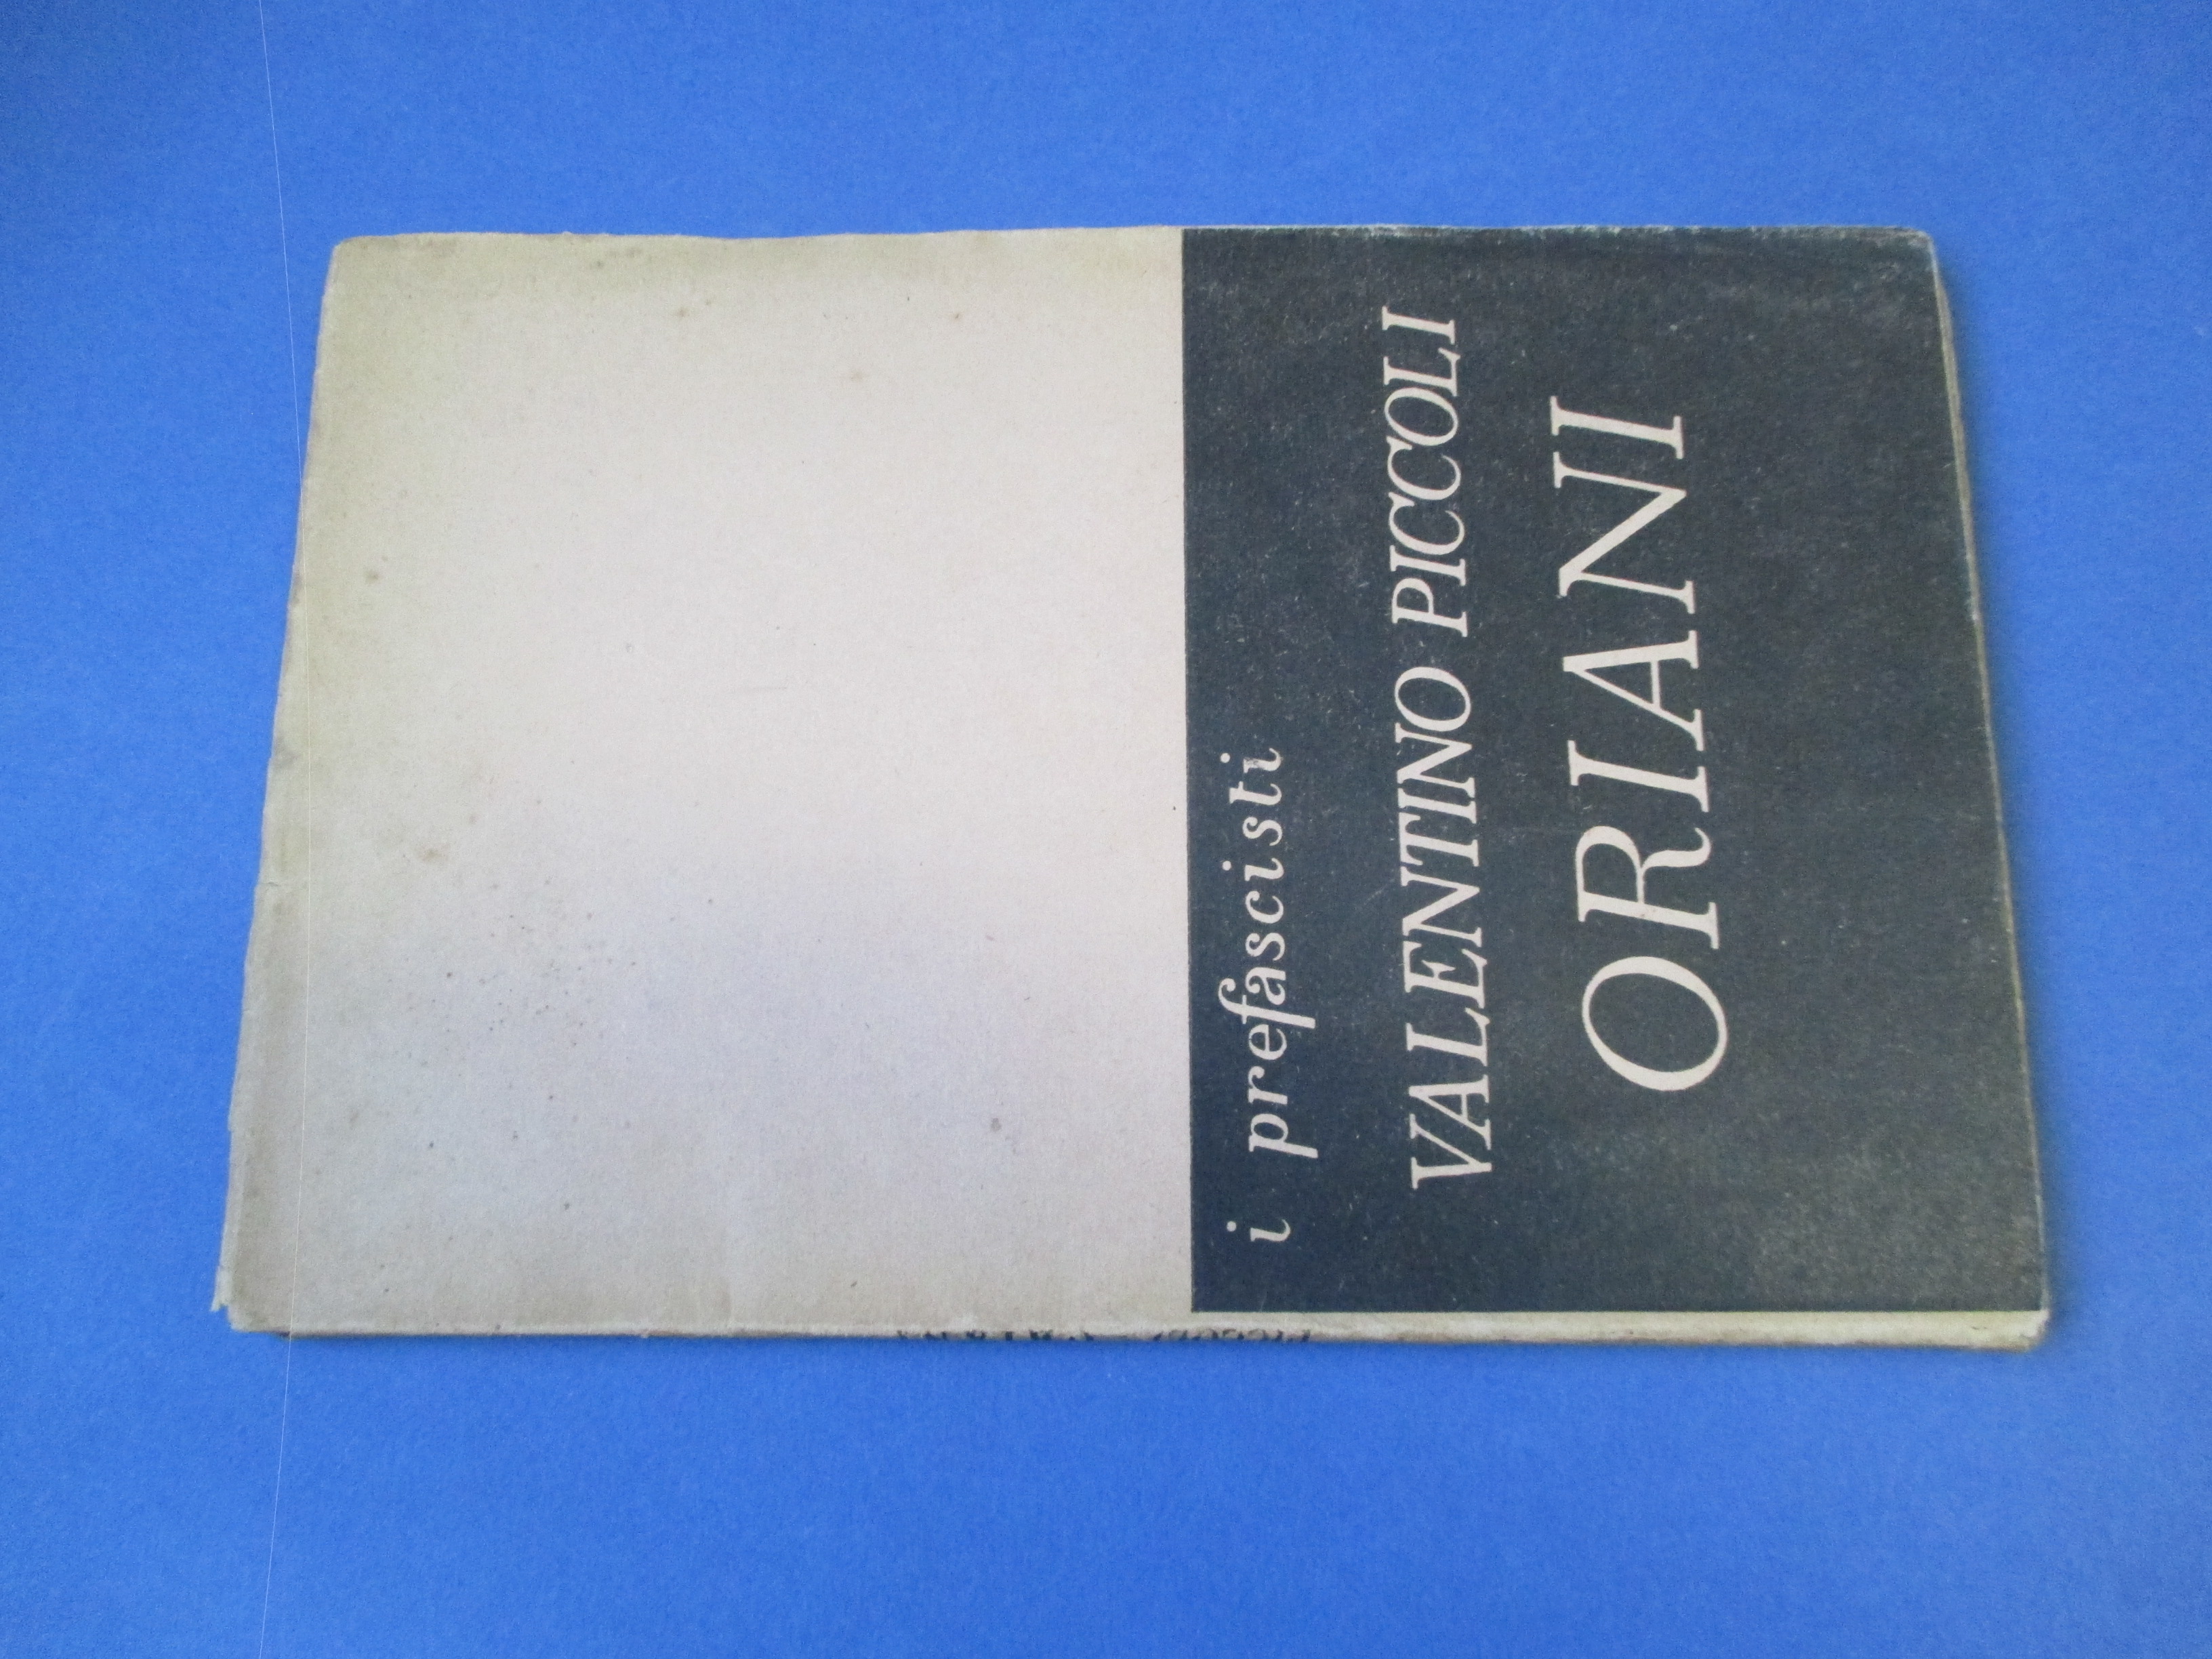 i prefascisti
VALENTINO PICCOLI
ORIANI